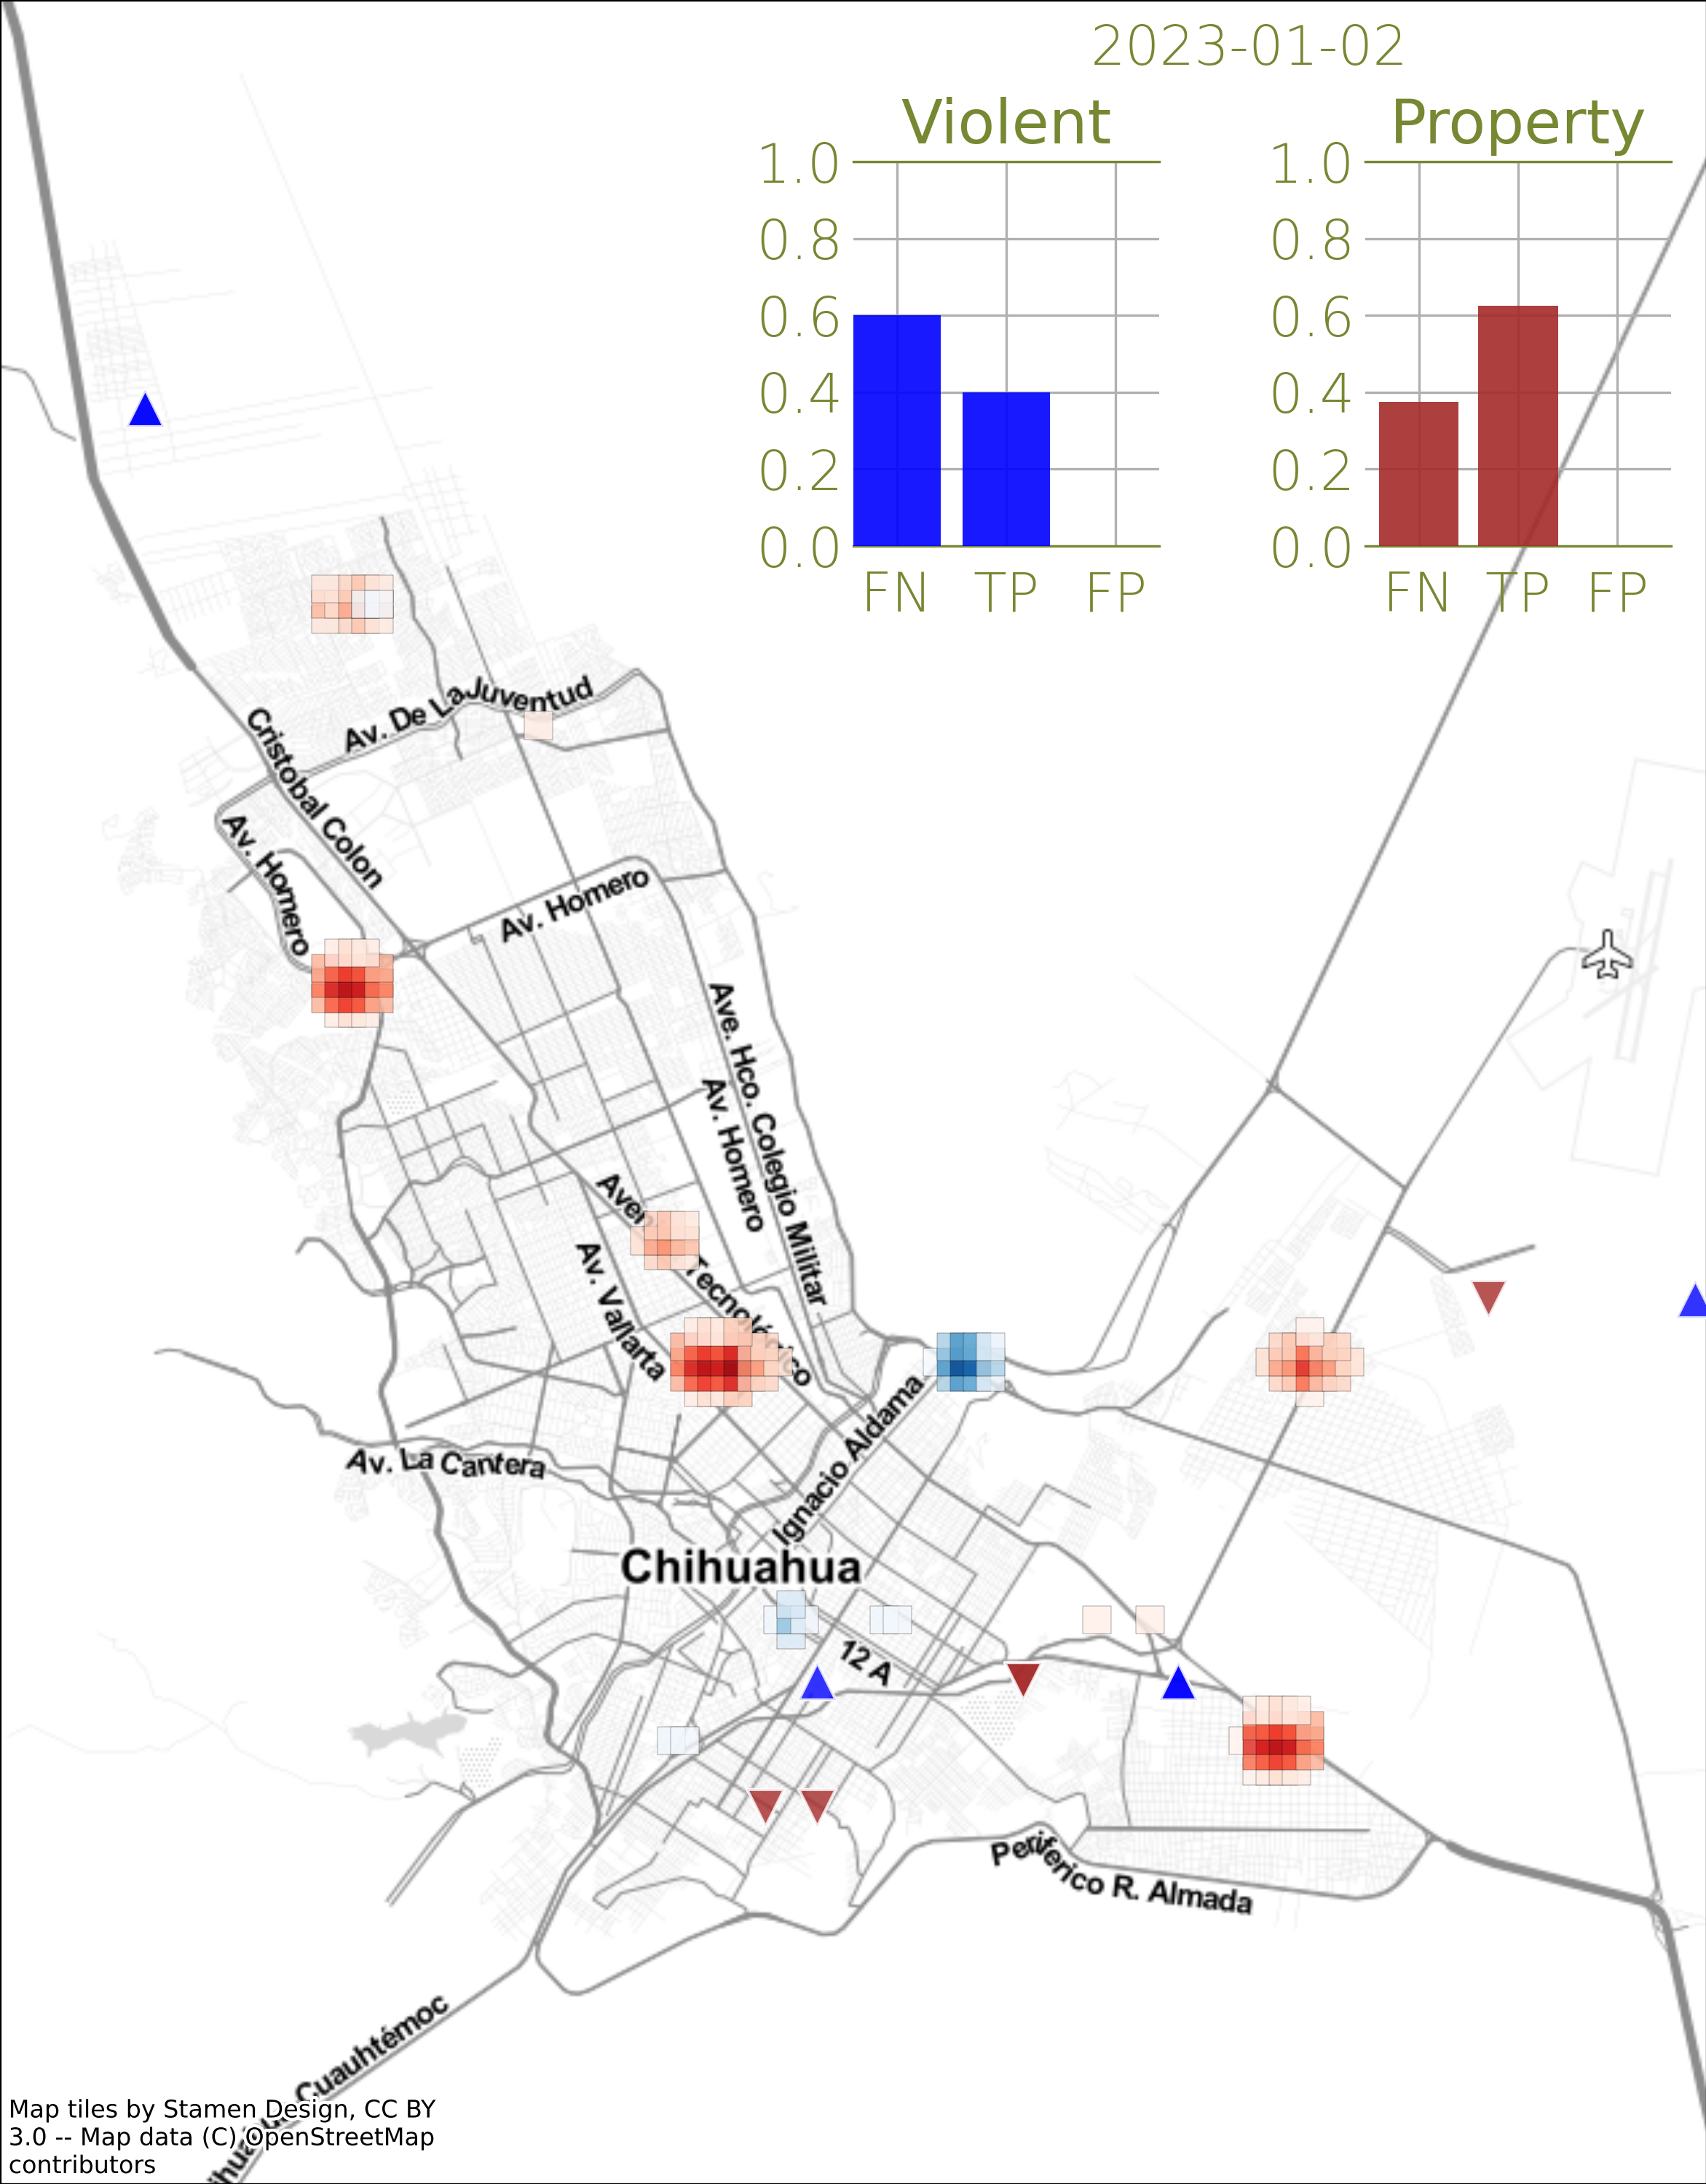 2023-01-02
Violent
1.0
0.8
0.6
0.4
0.2
0.0
FN TP FP
Property
1.0
0.8
0.6
0.4
0.2
0.0
FN TP FP
Av. De La Juventud
Cristobal Colon
Av. Homero
Av. Homero
Ave. Hco. Colegio Militar
Av. Homero
Av. Vallarta
Ignacio Aldama
Av. La Cantera
Chihuahua
12 A
Periferico R. Almada
Cuauhtémoc
Map tiles by Stamen Design, CC BY
3.0 -- Map data (C) OpenStreetMap
contributors